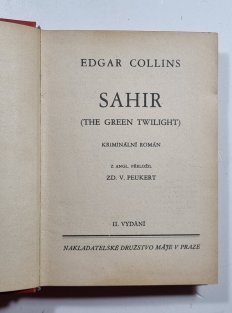 EDGAR COLLINS
SAHIR
(THE GREEN TWILIGHT)
KRIMINÁLNÍ ROMÁN
Z ANGL. PŘELOŽIL
ZD. V. PEUKERT
II. VYDÁNÍ
NAKLADATELSKÉ DRUŽSTVO MÁJE V PRAZE